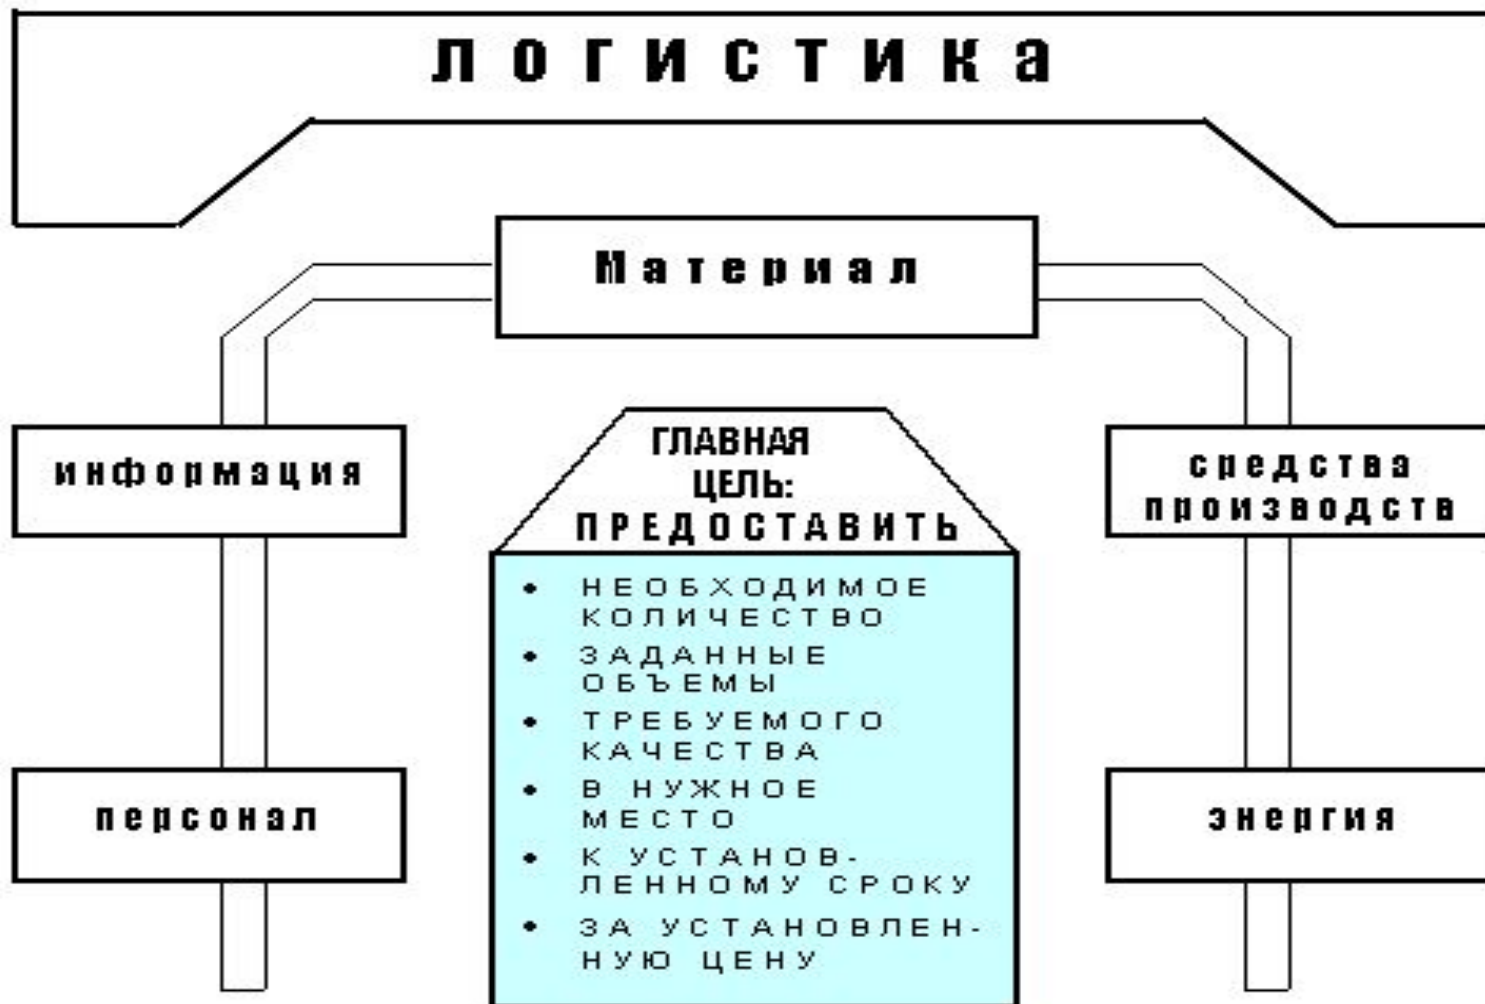 логистика
Материал
информация
средства
производств
ГЛАВНАЯ
ЦЕЛЬ:
ПРЕДОСТАВИТЬ
• НЕОБХОДИМОЕ
КОЛИЧЕСТВО
• ЗАДАННЫЕ
ОБЪЕМЫ
• ТРЕБУЕМОГО
КАЧЕСТВА
• В НУЖНОЕ
МЕСТО
• К УСТАНОВ-
ЛЕННОМУ СРОКУ
• ЗА УСТАНОВЛЕН-
НУЮ ЦЕНУ
персонал
энергия